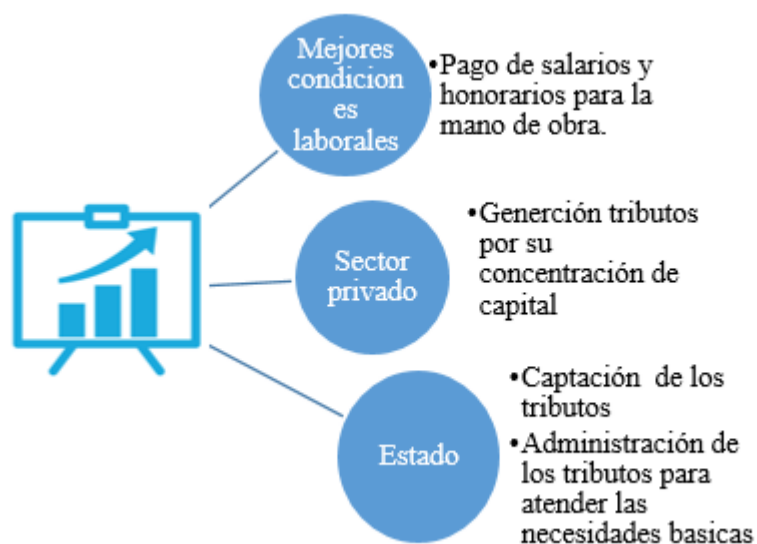 Mejores
condicion
es
laborales
•Pago de salarios y
honorarios para la
mano de obra.
Sector
privado
•Generción tributos
por su
concentración de
capital
Estado
•Captación de los
tributos
•Administración de
los tributos para
atender las
necesidades basicas